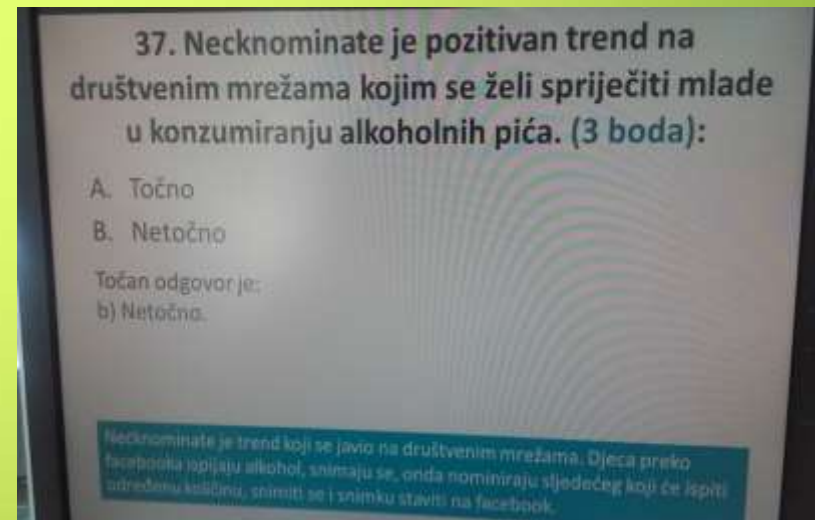 37. Necknominate je pozitivan trend na
društvenim mrežama kojim se želi spriječiti mlade
u konzumiranju alkoholnih pića. (3 boda):
A. Točno
B. Netočno
Točan odgovor je:
b) Netočno.
Necknominate je trend koji se javio na društvenim mrežama. Djeca preko
facebooka ispijaju alkohol, snimaju se, onda nominiraju sljedećeg koji će ispiti
određenu količinu, snimiti se i snimku staviti na facebook.